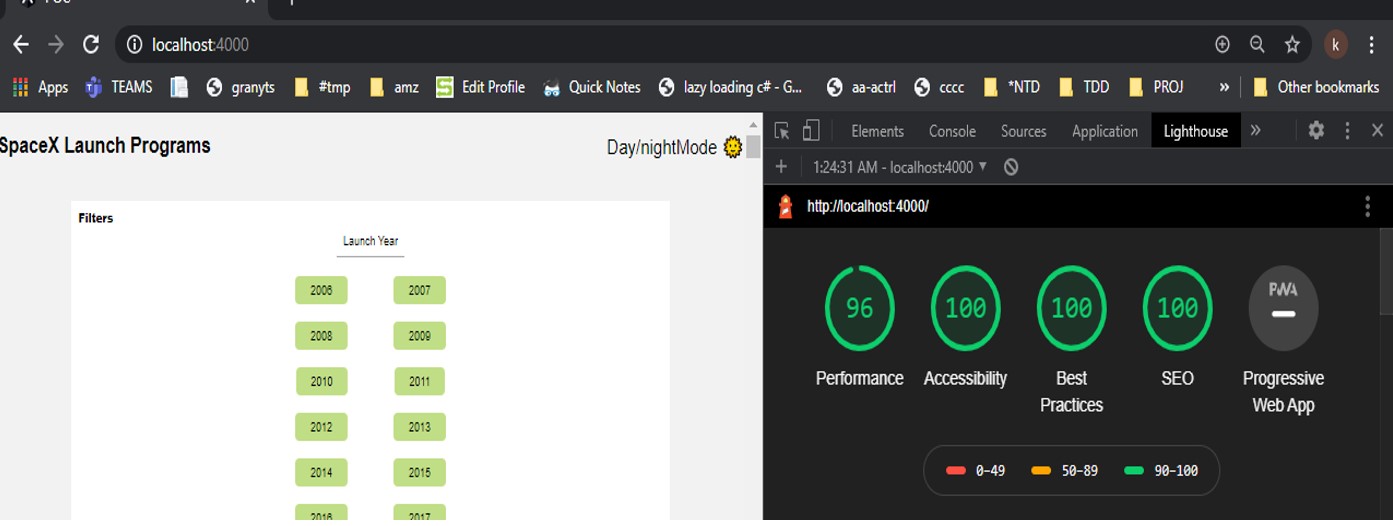 localhost:4000
k
Apps TEAMS granyts #tmp amz Edit Profile Quick Notes lazy loading c# - G... aa-actrl cccc *NTD TDD PROJ » Other bookmarks
SpaceX Launch Programs
Day/nightMode
Filters
Launch Year
2006 2007
2008 2009
2010 2011
2012 2013
2014 2015
2016 2017
Elements Console Sources Application Lighthouse »
+ 1:24:31 AM - localhost:4000
http://localhost:4000/
96 100 100 100 PWA
Performance Accessibility Best Practices SEO Progressive Web App
0-49 50-89 90-100